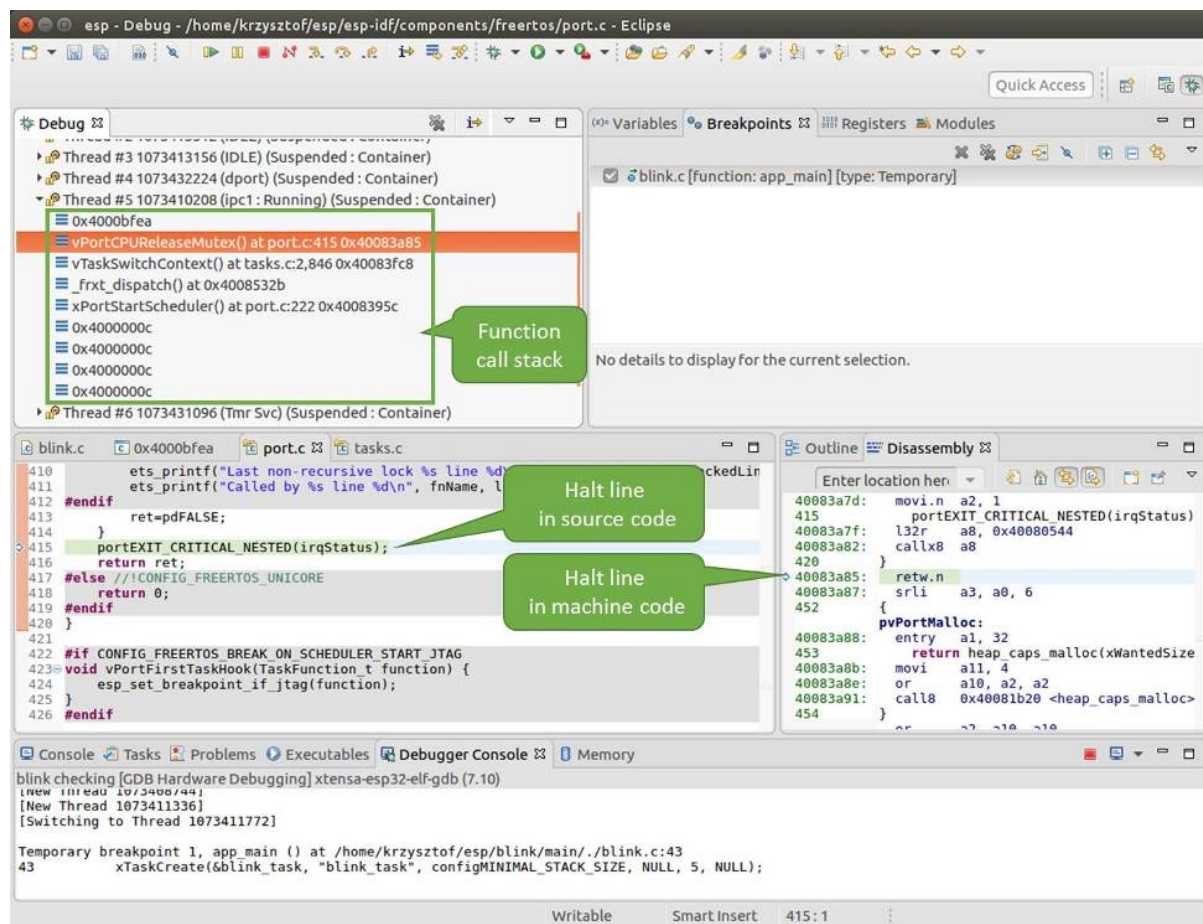 esp - Debug - /home/krzysztof/esp/esp-idf/components/freertos/port.c - Eclipse
Quick Access
Debug
Thread #3 1073413156 (IDLE) (Suspended : Container)
Thread #4 1073432224 (dport) (Suspended : Container)
Thread #5 1073410208 (ipc1 : Running) (Suspended : Container)
0x4000bfea
vPortCPUReleaseMutex() at port.c:415 0x40083a85
vTaskSwitchContext() at tasks.c:2,846 0x40083fc8
_frxt_dispatch() at 0x4008532b
xPortStartScheduler() at port.c:222 0x4008395c
0x4000000c
0x4000000c
0x4000000c
0x4000000c
Thread #6 1073431096 (Tmr Svc) (Suspended : Container)
Function
call stack
(x)= Variables Breakpoints Registers Modules
blink.c [function: app_main] [type: Temporary]
No details to display for the current selection.
blink.c 0x4000bfea port.c tasks.c
410 ets_printf("Last non-recursive lock %s line %d\ ckedLin
411 ets_printf("Called by %s line %d\n", fnName, l
412 #endif
413 ret=pdFALSE;
414 }
415 portEXIT_CRITICAL_NESTED(irqStatus);
416 return ret;
417 #else //!CONFIG_FREERTOS_UNICORE
418 return 0;
419 #endif
420 }
421
422 #if CONFIG_FREERTOS_BREAK_ON_SCHEDULER_START_JTAG
423 void vPortFirstTaskHook(TaskFunction_t function) {
424 esp_set_breakpoint_if_jtag(function);
425 }
426 #endif
Halt line
in source code
Halt line
in machine code
Outline Disassembly
Enter location her
40083a7d: movi.n a2, 1
415 portEXIT_CRITICAL_NESTED(irqStatus)
40083a7f: l32r a8, 0x40080544
40083a82: callx8 a8
420 }
40083a85: retw.n
40083a87: srli a3, a0, 6
452 {
pvPortMalloc:
40083a88: entry a1, 32
453 return heap_caps_malloc(xWantedSize
40083a8b: movi a11, 4
40083a8e: or a10, a2, a2
40083a91: call8 0x40081b20 <heap_caps_malloc>
454 }
Console Tasks Problems Executables Debugger Console Memory
blink checking [GDB Hardware Debugging] xtensa-esp32-elf-gdb (7.10)
[New Thread 1073408744]
[New Thread 1073411336]
[Switching to Thread 1073411772]
Temporary breakpoint 1, app_main () at /home/krzysztof/esp/blink/main/./blink.c:43
43 xTaskCreate(&blink_task, "blink_task", configMINIMAL_STACK_SIZE, NULL, 5, NULL);
Writable Smart Insert 415 : 1